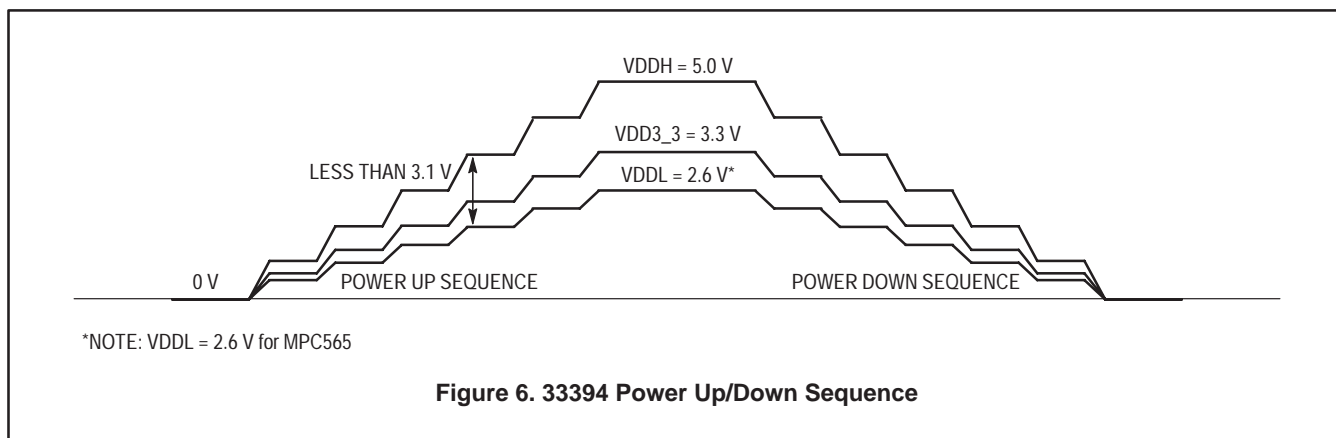 VDDH = 5.0 V
VDD3_3 = 3.3 V
LESS THAN 3.1 V
VDDL = 2.6 V*
0 V
POWER UP SEQUENCE
POWER DOWN SEQUENCE
*NOTE: VDDL = 2.6 V for MPC565
Figure 6. 33394 Power Up/Down Sequence